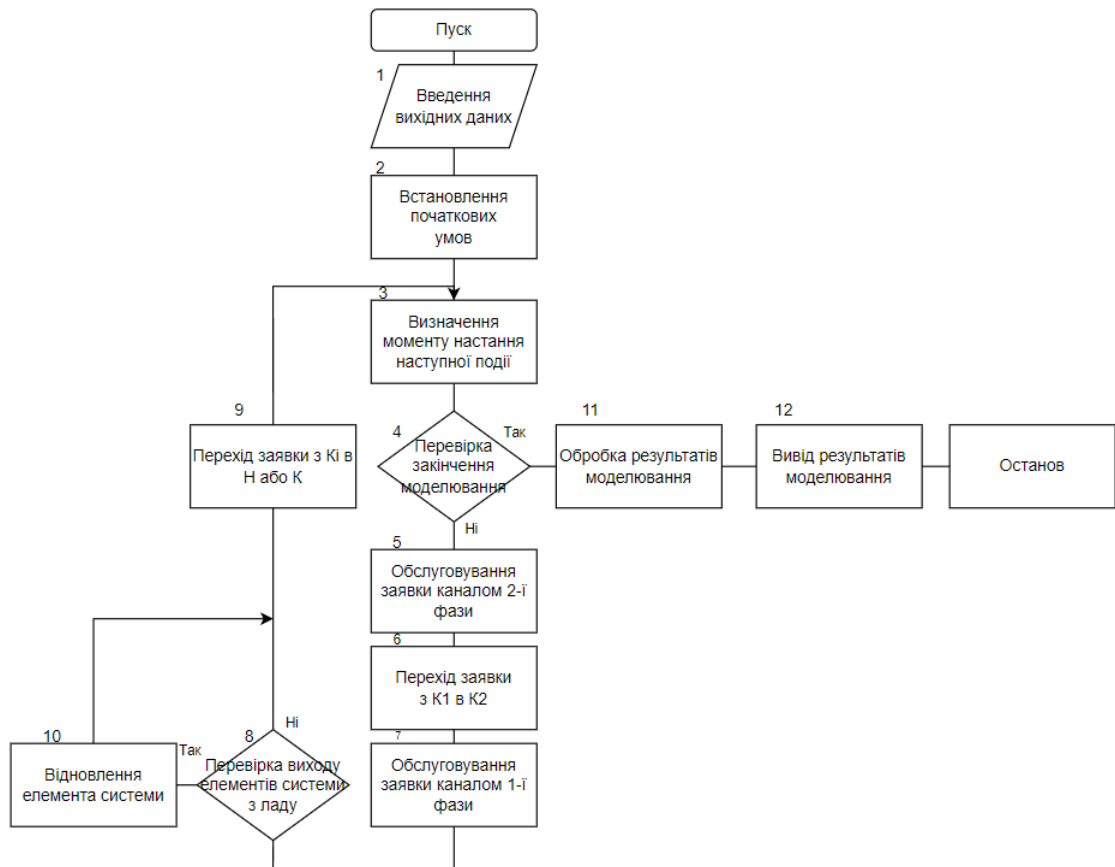 Пуск
1
Введення
вихідних даних
2
Встановлення
початкових
умов
3
Визначення
моменту настання
наступної події
4
Перевірка
закінчення
моделювання
Так
Ні
11
Обробка результатів
моделювання
12
Вивід результатів
моделювання
Останов
5
Обслуговування
заявки каналом 2-ї
фази
6
Перехід заявки
з К1 в К2
7
Обслуговування
заявки каналом 1-ї
фази
8
Перевірка виходу
елементів системи
з ладу
Так
Ні
9
Перехід заявки з Кі в
Н або К
10
Відновлення
елемента системи